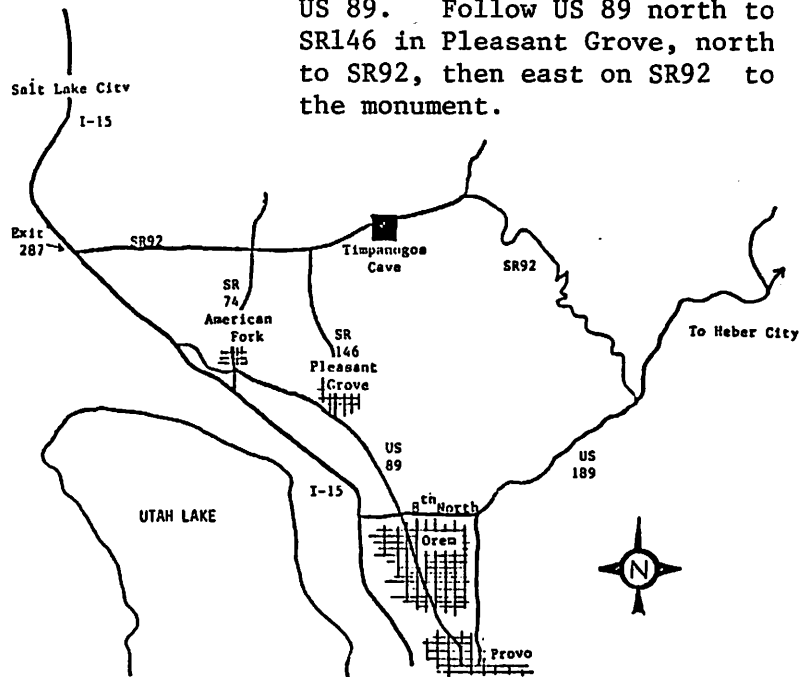 US 89. Follow US 89 north to
SR146 in Pleasant Grove, north
to SR92, then east on SR92 to
the monument.
Salt Lake City
I-15
Exit
287
SR92
Timpanogos
Cave
SR92
SR
74
American
Fork
SR
146
Pleasant
Grove
To Heber City
US
89
US
189
I-15
8th North
UTAH LAKE
Orem
N
Provo